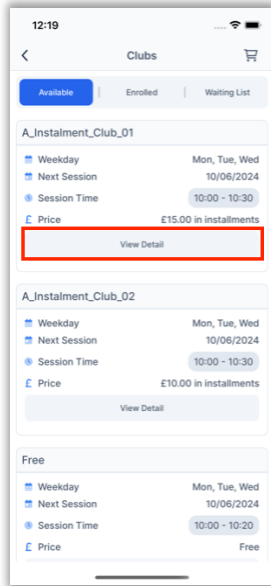 12:19
Clubs
Available | Enrolled | Waiting List
A_Instalment_Club_01
Weekday Mon, Tue, Wed
Next Session 10/06/2024
Session Time 10:00 - 10:30
£ Price £15.00 in installments
View Detail
A_Instalment_Club_02
Weekday Mon, Tue, Wed
Next Session 10/06/2024
Session Time 10:00 - 10:30
£ Price £10.00 in installments
View Detail
Free
Weekday Mon, Tue, Wed
Next Session 10/06/2024
Session Time 10:00 - 10:20
£ Price Free